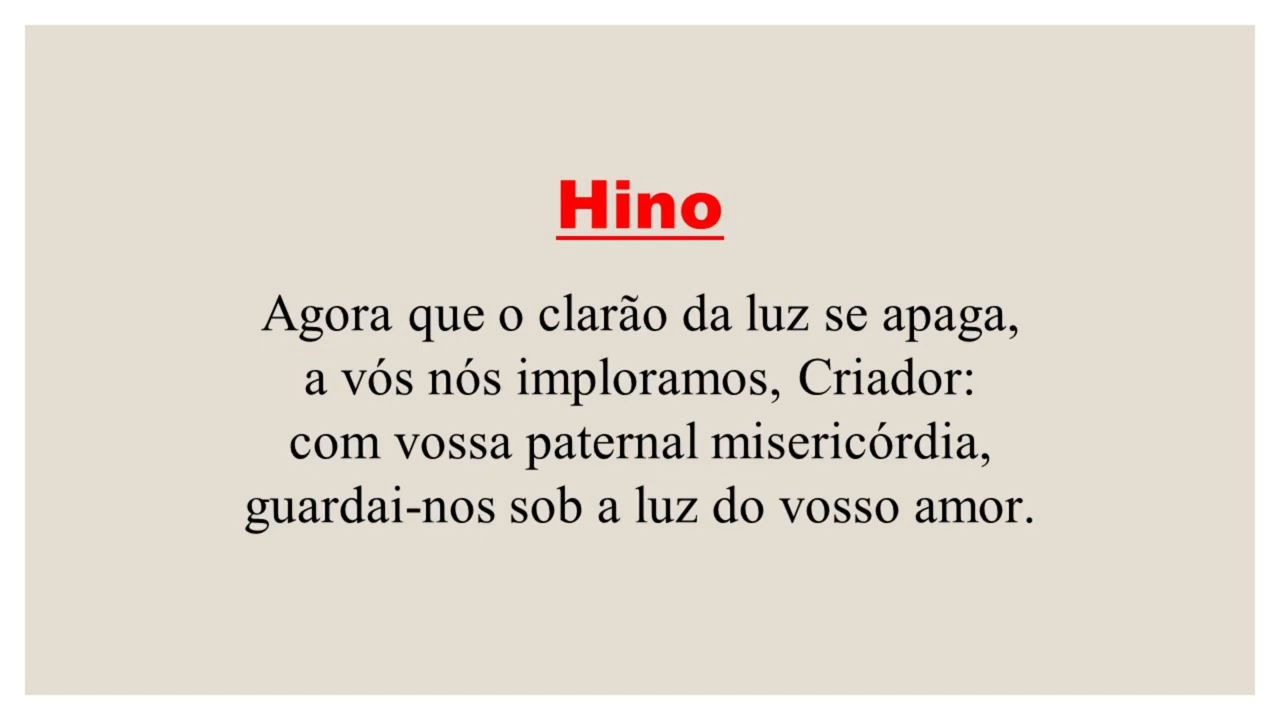 Hino
Agora que o clarão da luz se apaga,
a vós nós imploramos, Criador:
com vossa paternal misericórdia,
guardai-nos sob a luz do vosso amor.